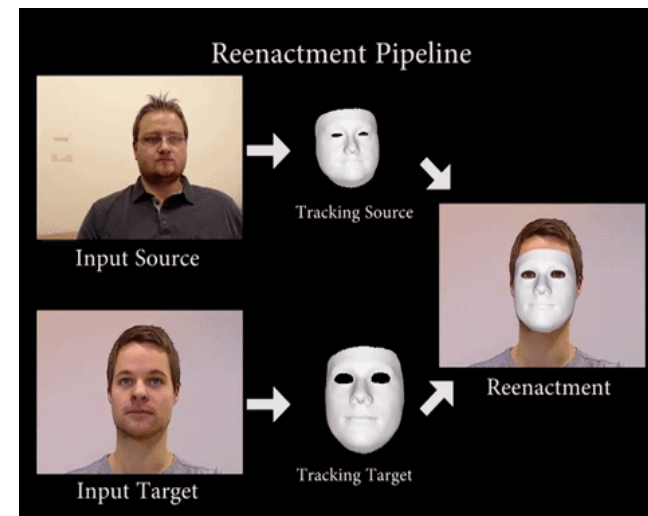 Reenactment Pipeline
Input Source
Tracking Source
Reenactment
Input Target
Tracking Target